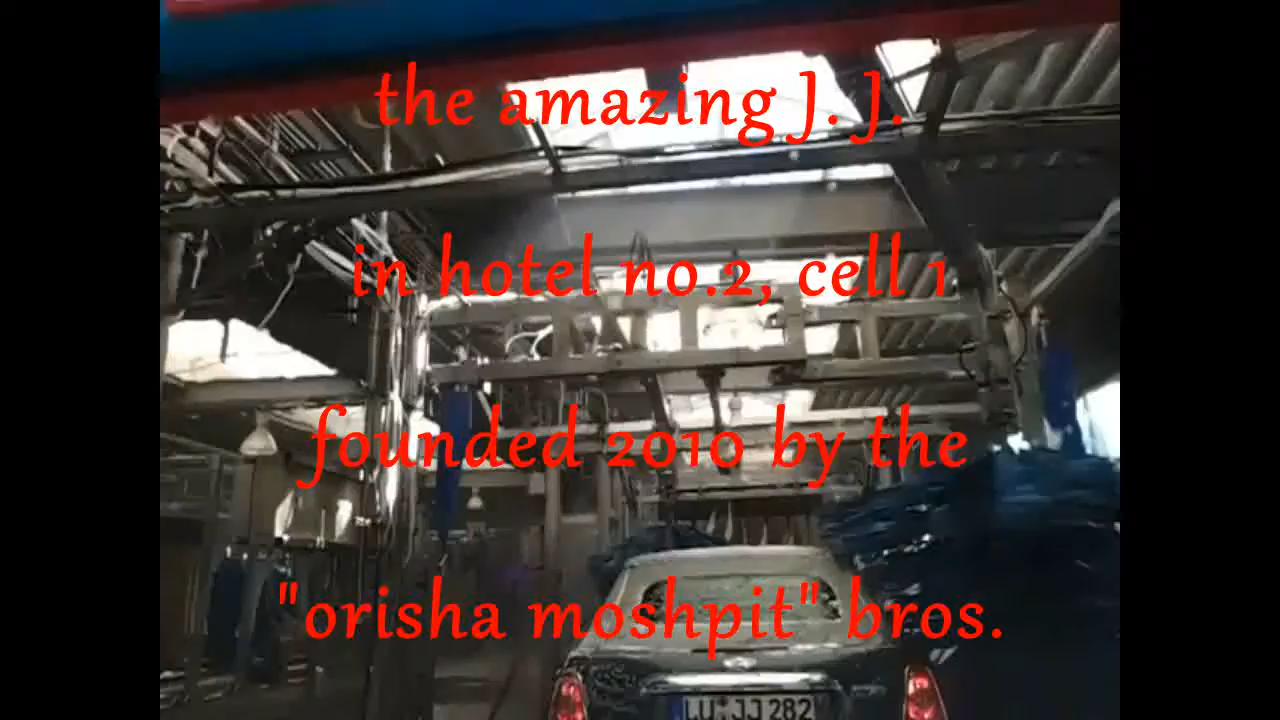 the amazing J. J.
in hotel no.2, cell 1
founded 2010 by the
"orisha moshpit" bros.
LU JJ 282